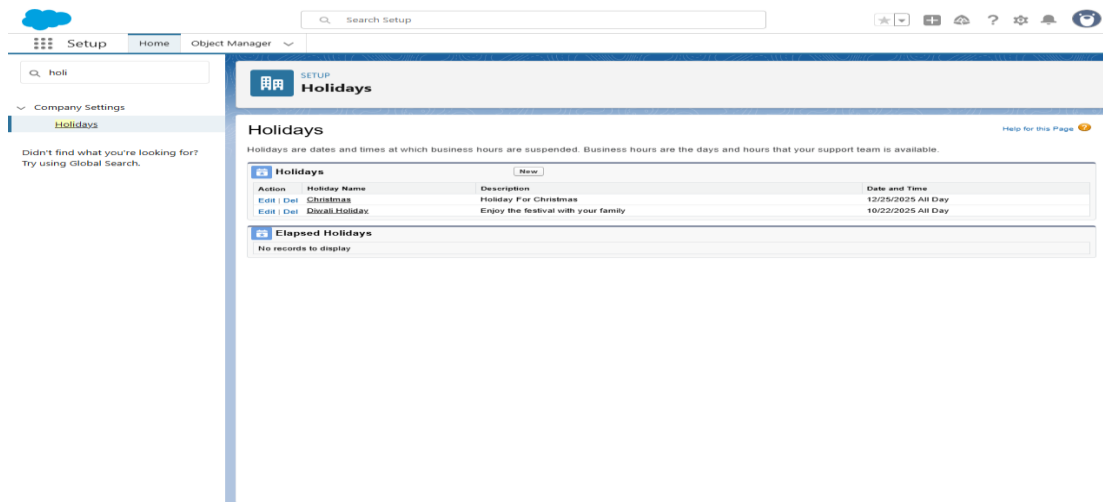 Search Setup
Setup Home Object Manager
holi
Company Settings
Holidays
Didn't find what you're looking for?
Try using Global Search.
SETUP
Holidays
Holidays
Help for this Page
Holidays are dates and times at which business hours are suspended. Business hours are the days and hours that your support team is available.
Holidays New
Action Holiday Name Description Date and Time
Edit | Del Christmas Holiday For Christmas 12/25/2025 All Day
Edit | Del Diwali Holiday Enjoy the festival with your family 10/22/2025 All Day
Elapsed Holidays
No records to display